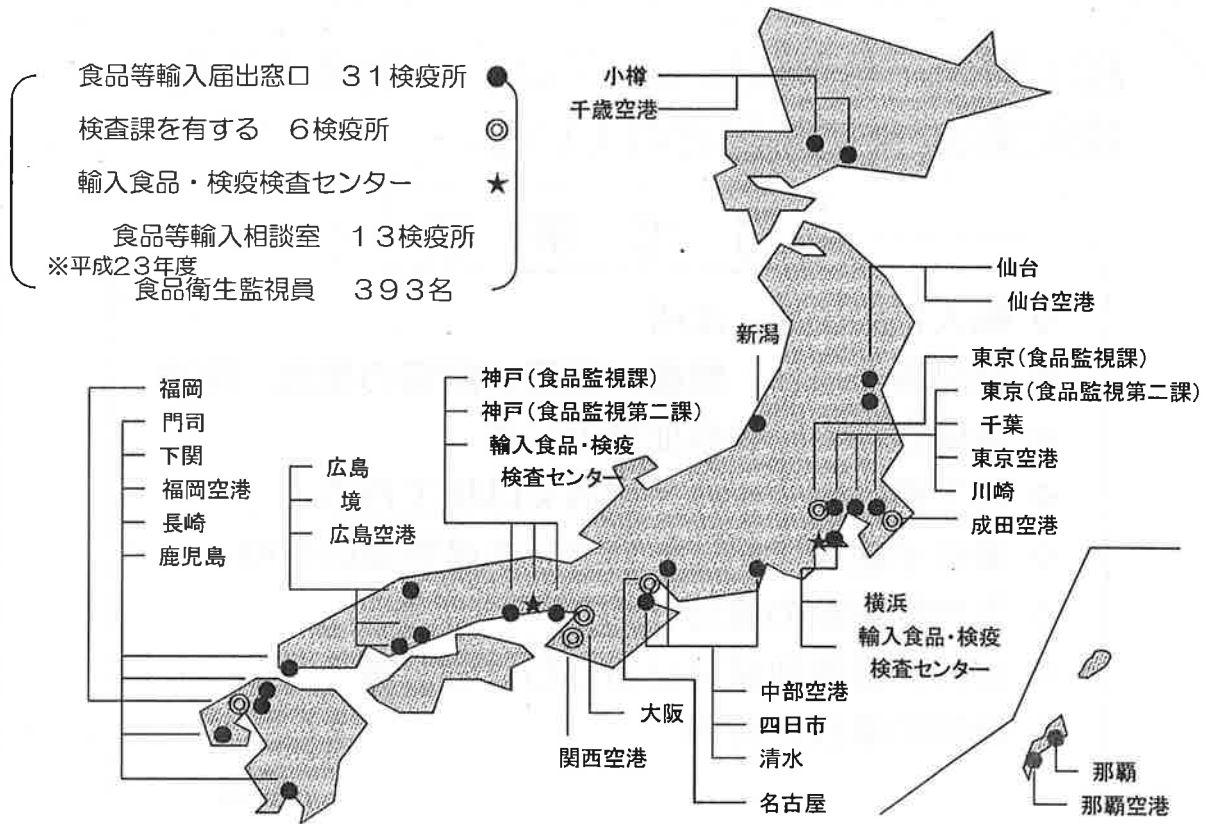 食品等輸入届出窓口 31検疫所 ●
検査課を有する 6検疫所 ◎
輸入食品・検疫検査センター ★
食品等輸入相談室 13検疫所
※平成23年度
食品衛生監視員 393名
小樽
千歳空港
仙台
仙台空港
新潟
東京(食品監視課)
東京(食品監視第二課)
千葉
東京空港
川崎
成田空港
神戸(食品監視課)
神戸(食品監視第二課)
輸入食品・検疫
検査センター
広島
境
広島空港
福岡
門司
下関
福岡空港
長崎
鹿児島
横浜
輸入食品・検疫
検査センター
大阪
関西空港
中部空港
四日市
清水
名古屋
那覇
那覇空港